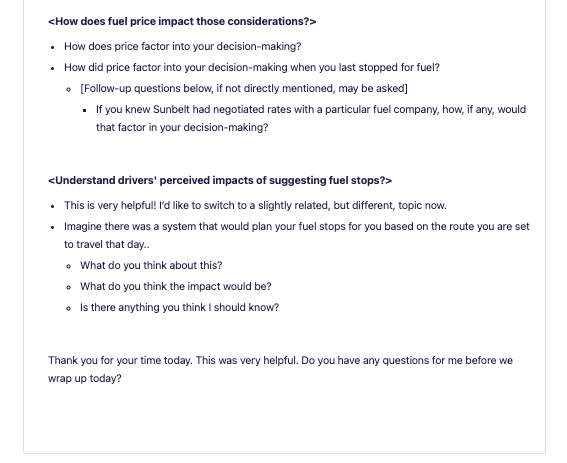 <How does fuel price impact those considerations?>
• How does price factor into your decision-making?
• How did price factor into your decision-making when you last stopped for fuel?
◦ [Follow-up questions below, if not directly mentioned, may be asked]
▪ If you knew Sunbelt had negotiated rates with a particular fuel company, how, if any, would
that factor in your decision-making?
<Understand drivers' perceived impacts of suggesting fuel stops?>
• This is very helpful! I'd like to switch to a slightly related, but different, topic now.
• Imagine there was a system that would plan your fuel stops for you based on the route you are set
to travel that day..
◦ What do you think about this?
◦ What do you think the impact would be?
◦ Is there anything you think I should know?
Thank you for your time today. This was very helpful. Do you have any questions for me before we
wrap up today?